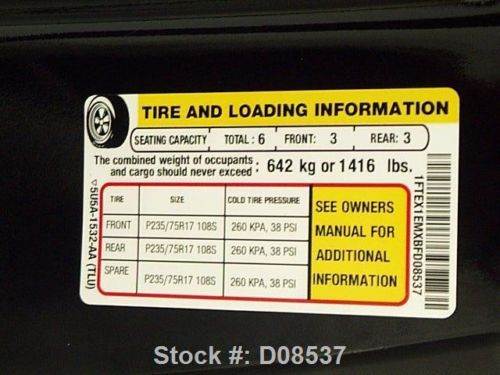 TIRE AND LOADING INFORMATION
SEATING CAPACITY TOTAL: 6 FRONT: 3 REAR: 3
The combined weight of occupants
and cargo should never exceed: 642 kg or 1416 lbs.
TIRE SIZE COLD TIRE PRESSURE
FRONT P235/75R17 108S 260 KPA, 38 PSI
REAR P235/75R17 108S 260 KPA, 38 PSI
SPARE P235/75R17 108S 260 KPA, 38 PSI
SEE OWNERS
MANUAL FOR
ADDITIONAL
INFORMATION
5U5A-1532-AA (TLU)
1FTEX1EMXBFD08537
Stock #: D08537